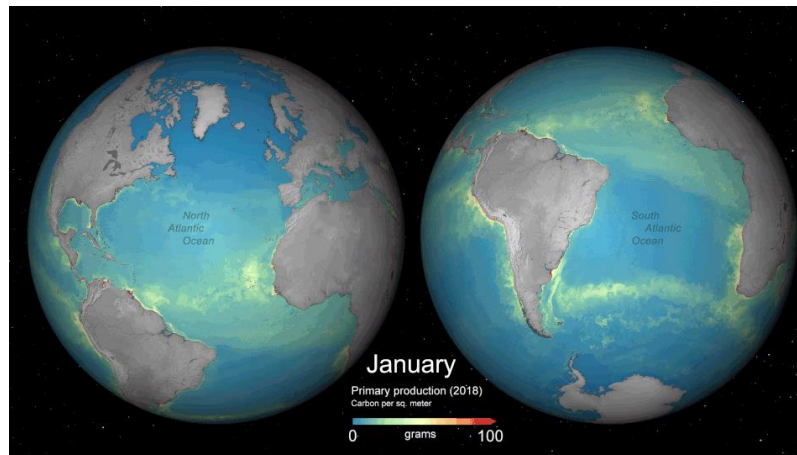 North
Atlantic
Ocean
South
Atlantic
Ocean
January
Primary production (2018)
Carbon per sq. meter
0 grams 100